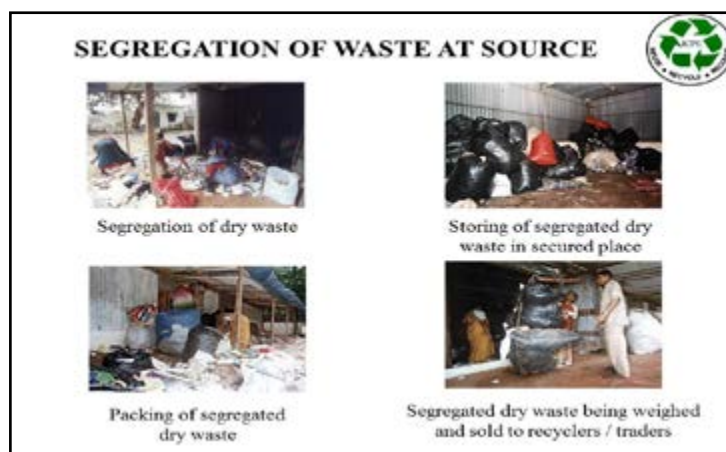 SEGREGATION OF WASTE AT SOURCE
Segregation of dry waste
Storing of segregated dry
waste in secured place
Packing of segregated
dry waste
Segregated dry waste being weighed
and sold to recyclers / traders